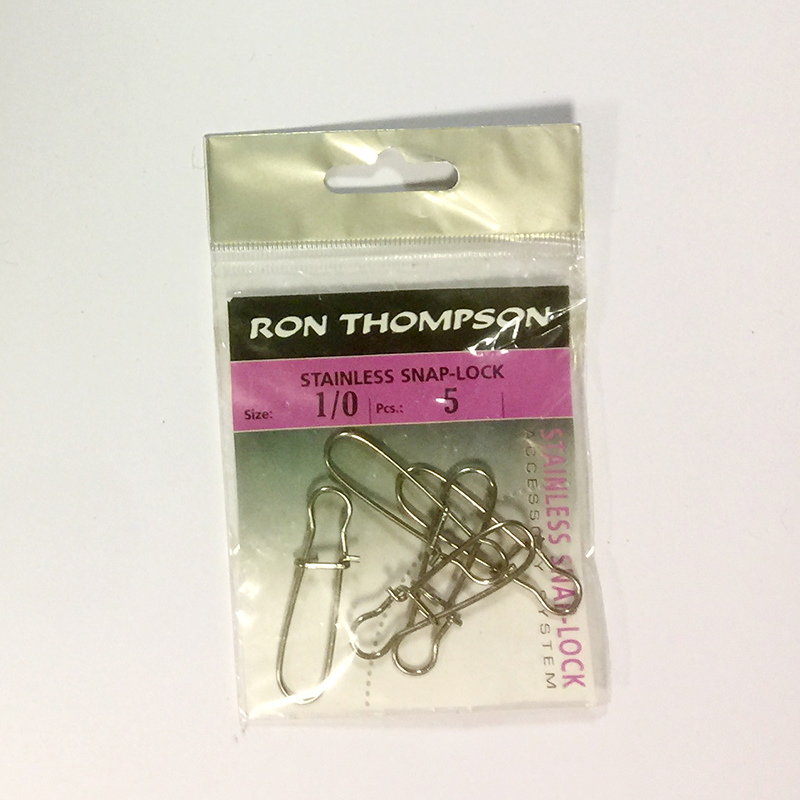 RON THOMPSON
STAINLESS SNAP-LOCK
Size: 1/0 Pcs.: 5
STAINLESS SNAP-LOCK
ACCESSORY SYSTEM